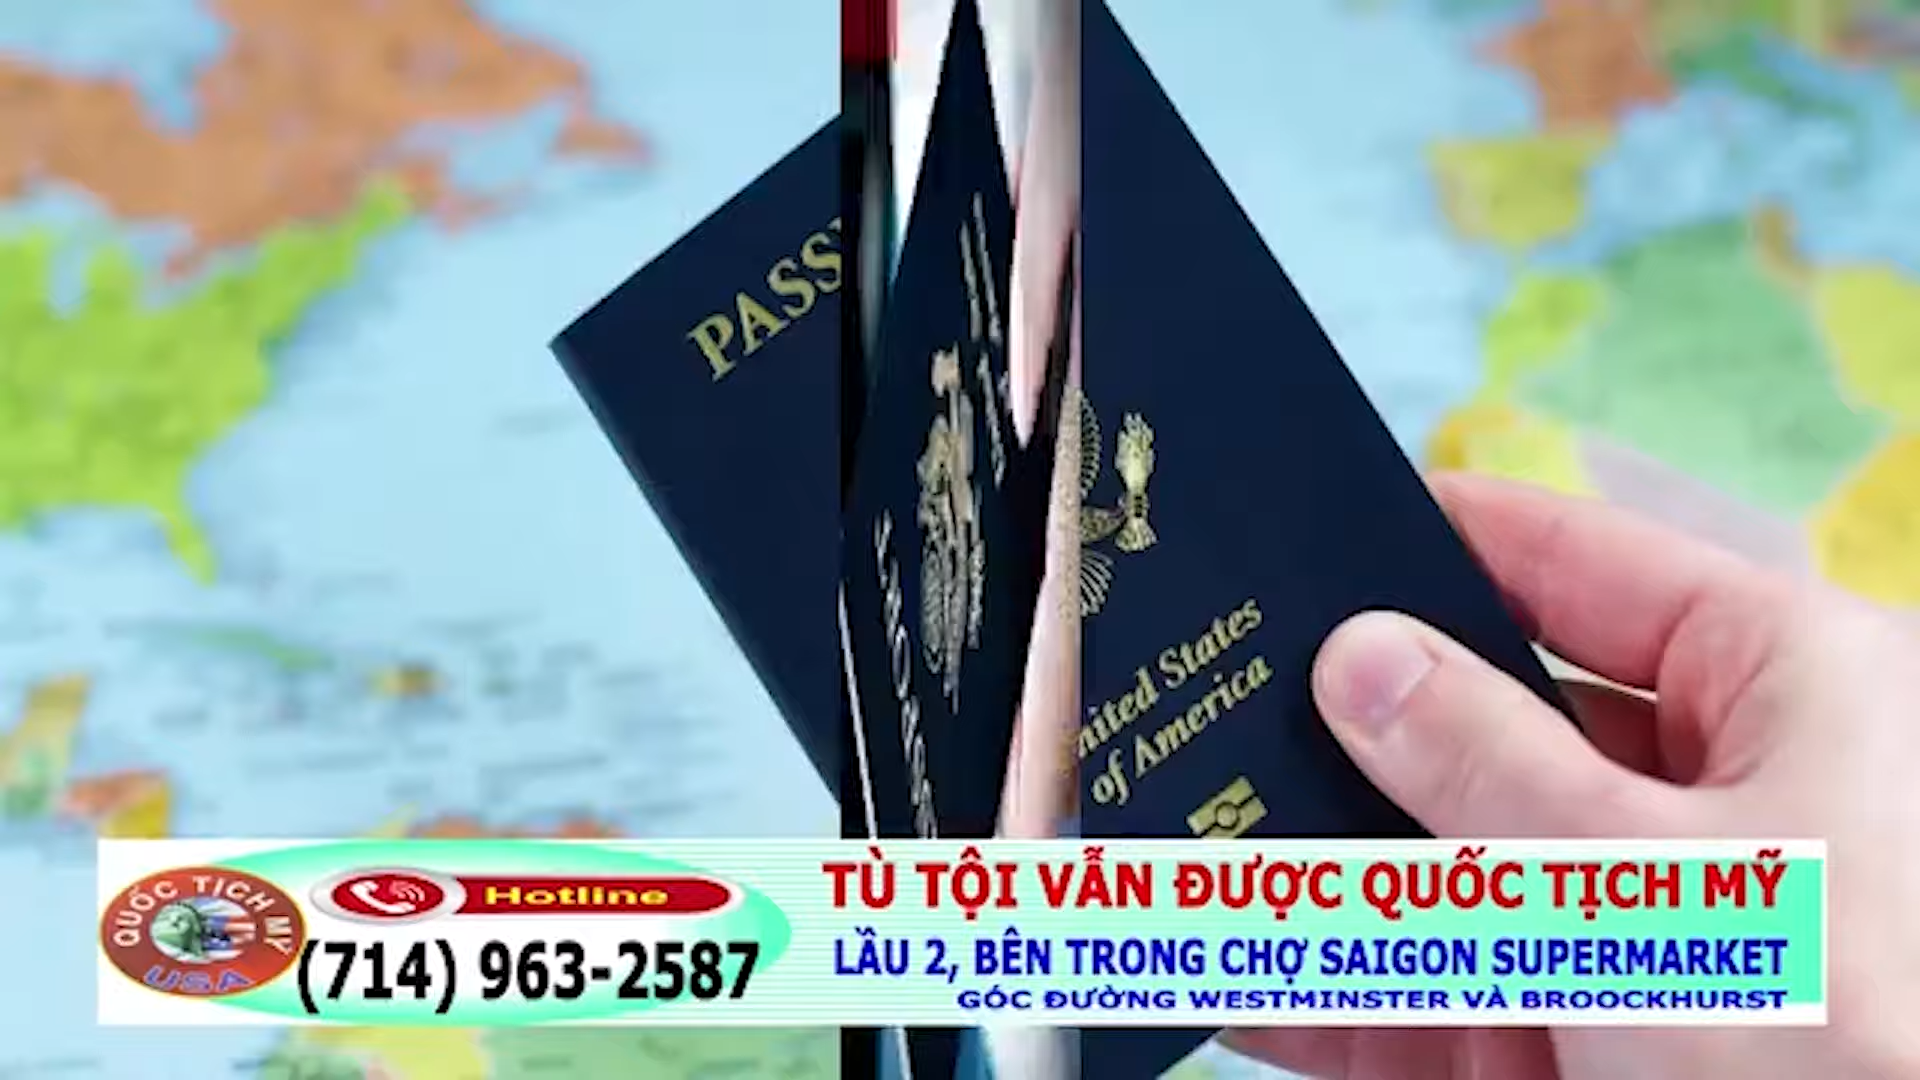 PASS
United States
of America
QUỐC TỊCH MỸ
USA
Hotline
(714) 963-2587
TÙ TỘI VẪN ĐƯỢC QUỐC TỊCH MỸ
LẦU 2, BÊN TRONG CHỢ SAIGON SUPERMARKET
GÓC ĐƯỜNG WESTMINSTER VÀ BROOCKHURST